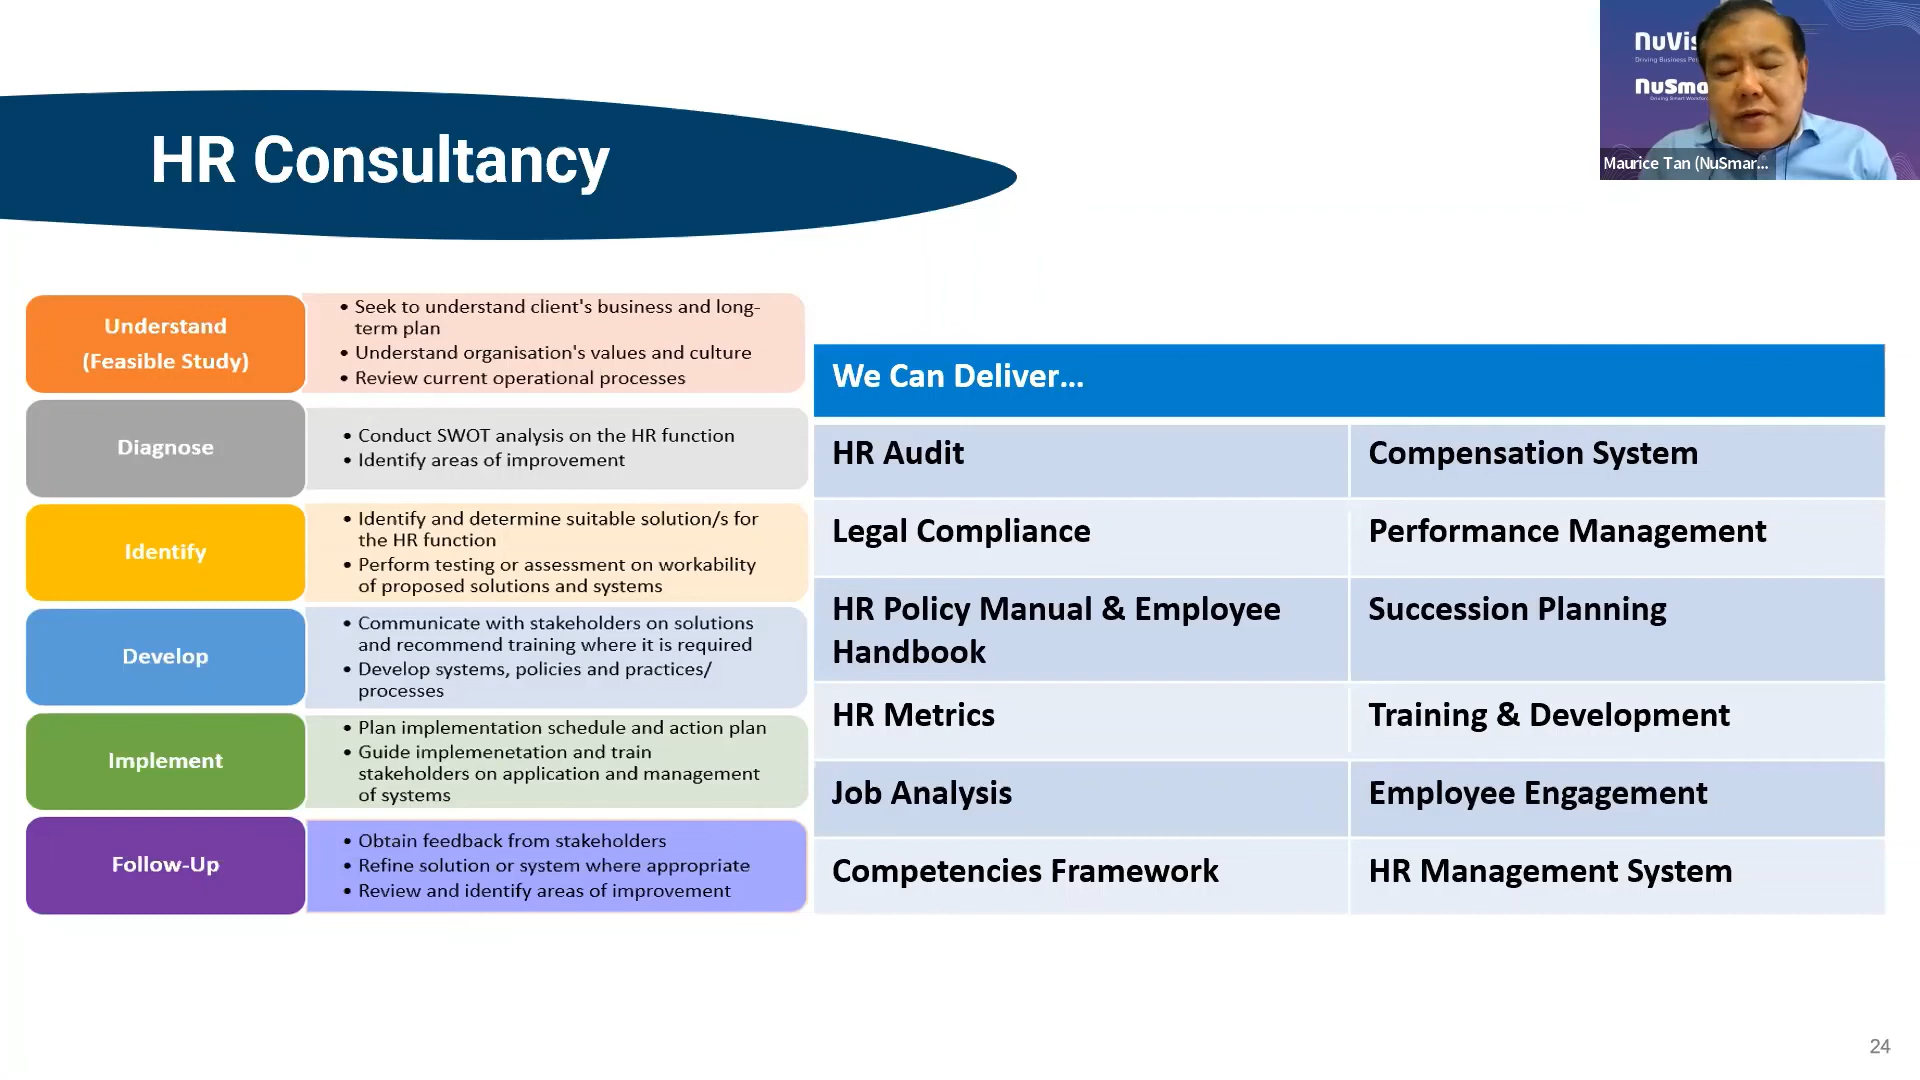 NuVis
Driving Business Per
NuSma
Driving Smart Workfor
Maurice Tan (NuSmar...
HR Consultancy
Understand
(Feasible Study)
• Seek to understand client's business and long-
term plan
• Understand organisation's values and culture
• Review current operational processes
Diagnose
• Conduct SWOT analysis on the HR function
• Identify areas of improvement
Identify
• Identify and determine suitable solution/s for
the HR function
• Perform testing or assessment on workability
of proposed solutions and systems
Develop
• Communicate with stakeholders on solutions
and recommend training where it is required
• Develop systems, policies and practices/
processes
Implement
• Plan implementation schedule and action plan
• Guide implemenetation and train
stakeholders on application and management
of systems
Follow-Up
• Obtain feedback from stakeholders
• Refine solution or system where appropriate
• Review and identify areas of improvement
We Can Deliver...
HR Audit
Compensation System
Legal Compliance
Performance Management
HR Policy Manual & Employee
Handbook
Succession Planning
HR Metrics
Training & Development
Job Analysis
Employee Engagement
Competencies Framework
HR Management System
24